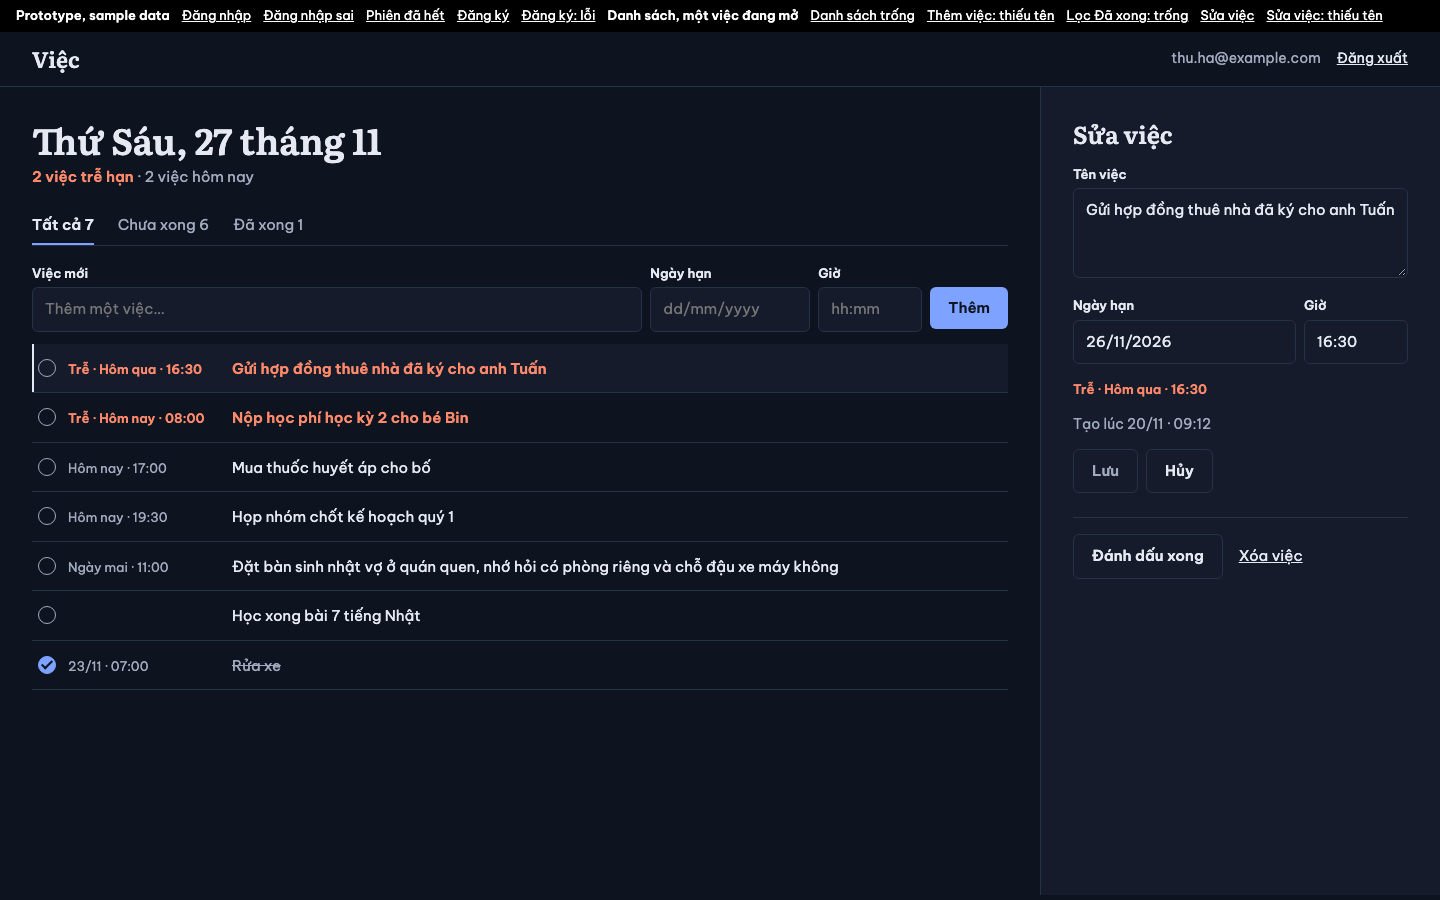 Prototype, sample data Đăng nhập Đăng nhập sai Phiên đã hết Đăng ký Đăng ký: lỗi Danh sách, một việc đang mở Danh sách trống Thêm việc: thiếu tên Lọc Đã xong: trống Sửa việc Sửa việc: thiếu tên
Việc
thu.ha@example.com Đăng xuất
Thứ Sáu, 27 tháng 11
2 việc trễ hạn · 2 việc hôm nay
Tất cả 7 Chưa xong 6 Đã xong 1
Việc mới Ngày hạn Giờ
Thêm một việc... dd/mm/yyyy hh:mm Thêm
Trễ · Hôm qua · 16:30 Gửi hợp đồng thuê nhà đã ký cho anh Tuấn
Trễ · Hôm nay · 08:00 Nộp học phí học kỳ 2 cho bé Bin
Hôm nay · 17:00 Mua thuốc huyết áp cho bố
Hôm nay · 19:30 Họp nhóm chốt kế hoạch quý 1
Ngày mai · 11:00 Đặt bàn sinh nhật vợ ở quán quen, nhớ hỏi có phòng riêng và chỗ đậu xe máy không
Học xong bài 7 tiếng Nhật
23/11 · 07:00 Rửa xe
Sửa việc
Tên việc
Gửi hợp đồng thuê nhà đã ký cho anh Tuấn
Ngày hạn Giờ
26/11/2026 16:30
Trễ · Hôm qua · 16:30
Tạo lúc 20/11 · 09:12
Lưu Hủy
Đánh dấu xong Xóa việc